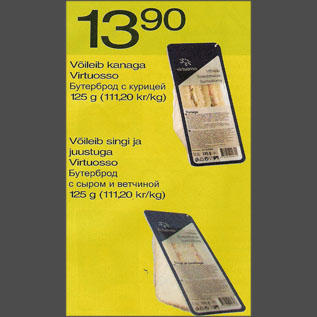 13 90
Võileib kanaga
Virtuosso
Бутерброд с курицей
125 g (111,20 kr/kg)
virtuosso
Võileib singi ja
juustuga
Virtuosso
Бутерброд
с сыром и ветчиной
125 g (111,20 kr/kg)